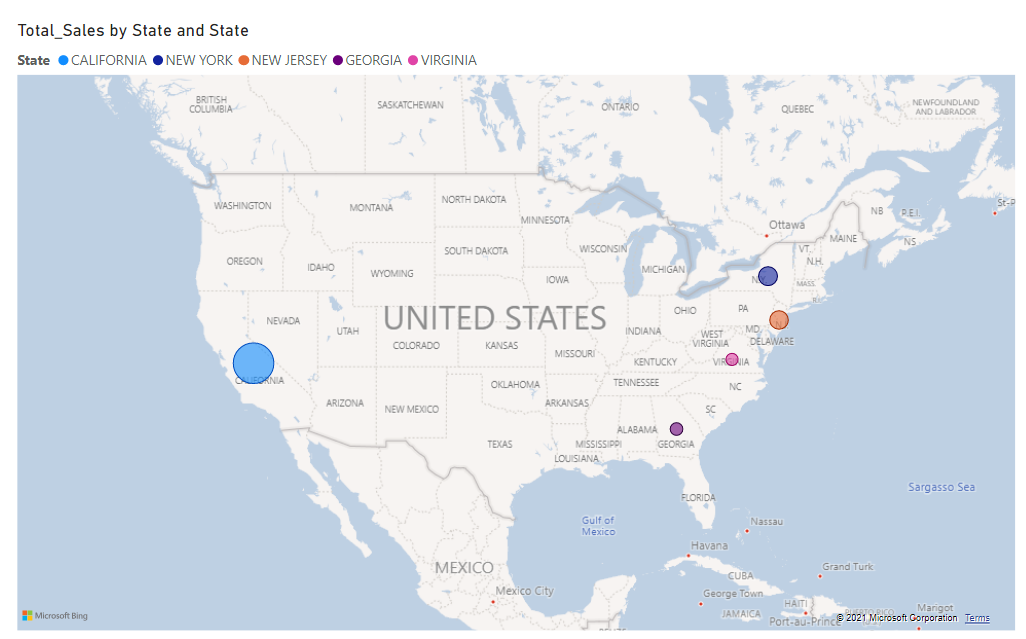 Total_Sales by State and State
State CALIFORNIA NEW YORK NEW JERSEY GEORGIA VIRGINIA
BRITISH
COLUMBIA
SASKATCHEWAN
ONTARIO
QUEBEC
NEWFOUNDLAND
AND LABRADOR
WASHINGTON
MONTANA
NORTH DAKOTA
MINNESOTA
Ottawa
MAINE
NB
P.E.I.
NS
St-P
OREGON
IDAHO
WYOMING
SOUTH DAKOTA
WISCONSIN
MICHIGAN
VT.
N.H.
MASS.
R.I.
IOWA
NEVADA
UTAH
UNITED STATES
COLORADO
KANSAS
MISSOURI
INDIANA
OHIO
PA
MD
DELAWARE
WEST
VIRGINIA
KENTUCKY
VIRGINIA
CALIFORNIA
ARIZONA
NEW MEXICO
OKLAHOMA
ARKANSAS
TENNESSEE
NC
SC
TEXAS
MISSISSIPPI
ALABAMA
GEORGIA
LOUISIANA
FLORIDA
Sargasso Sea
Gulf of
Mexico
Nassau
Havana
MEXICO
Mexico City
CUBA
Grand Turk
George Town
JAMAICA
HAITI
Port-au-Prince
PUERTO RICO
Marigot
Microsoft Bing
© 2021 Microsoft Corporation Terms